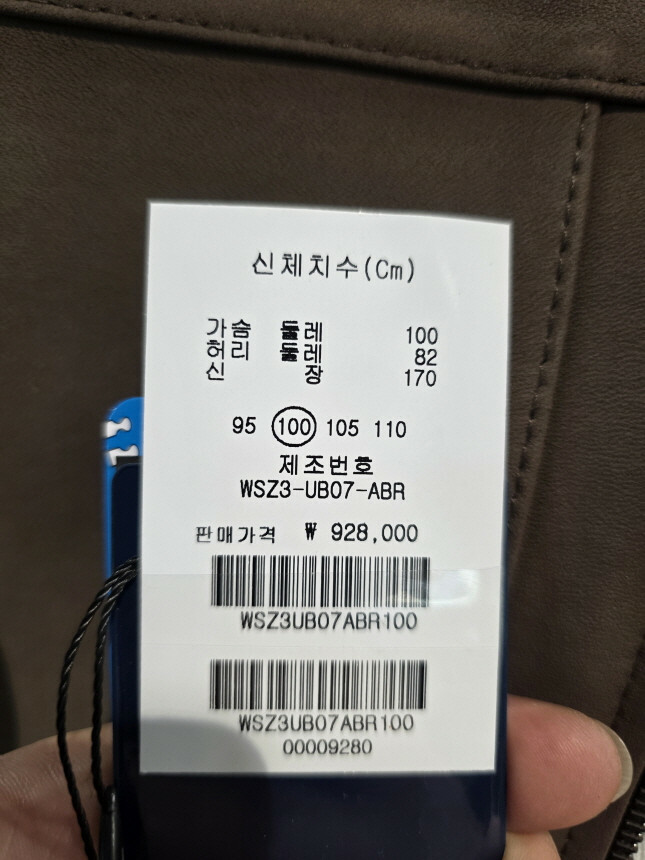 신체치수(Cm)
가슴 둘레 100
허리 둘레 82
신 장 170
95 100 105 110
제조번호
WSZ3-UB07-ABR
판매가격 ₩ 928,000
WSZ3UB07ABR100
WSZ3UB07ABR100
00009280